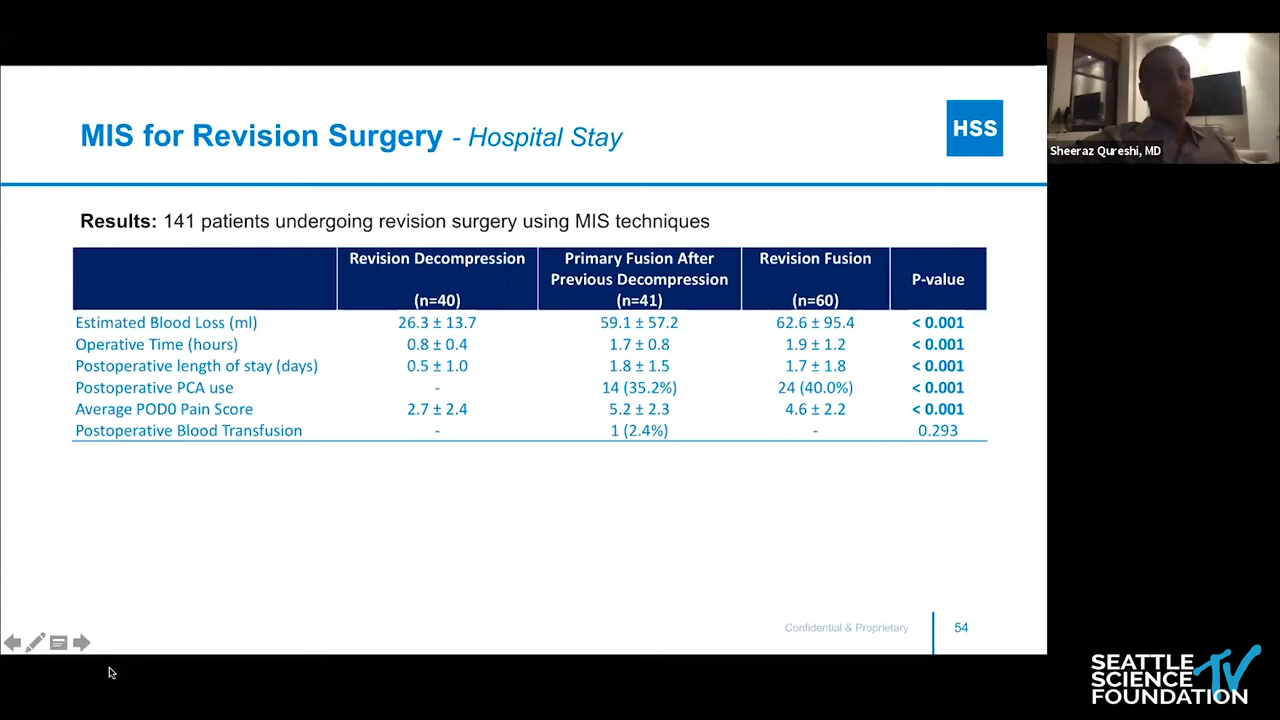 MIS for Revision Surgery - Hospital Stay
HSS
Sheeraz Qureshi, MD
Results: 141 patients undergoing revision surgery using MIS techniques
Revision Decompression (n=40) Primary Fusion After Previous Decompression (n=41) Revision Fusion (n=60) P-value
Estimated Blood Loss (ml) 26.3 ± 13.7 59.1 ± 57.2 62.6 ± 95.4 < 0.001
Operative Time (hours) 0.8 ± 0.4 1.7 ± 0.8 1.9 ± 1.2 < 0.001
Postoperative length of stay (days) 0.5 ± 1.0 1.8 ± 1.5 1.7 ± 1.8 < 0.001
Postoperative PCA use - 14 (35.2%) 24 (40.0%) < 0.001
Average POD0 Pain Score 2.7 ± 2.4 5.2 ± 2.3 4.6 ± 2.2 < 0.001
Postoperative Blood Transfusion - 1 (2.4%) - 0.293
Confidential & Proprietary 54
SEATTLE
SCIENCE TV
FOUNDATION